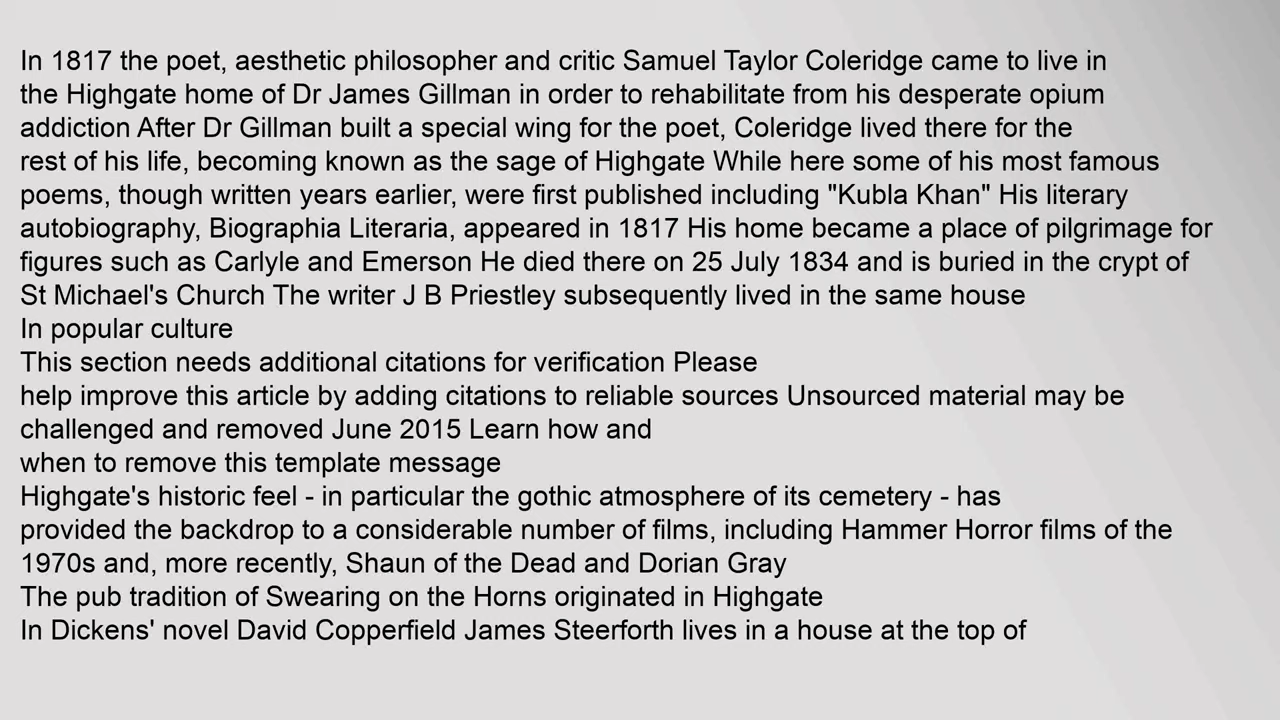 In 1817 the poet, aesthetic philosopher and critic Samuel Taylor Coleridge came to live in
the Highgate home of Dr James Gillman in order to rehabilitate from his desperate opium
addiction After Dr Gillman built a special wing for the poet, Coleridge lived there for the
rest of his life, becoming known as the sage of Highgate While here some of his most famous
poems, though written years earlier, were first published including "Kubla Khan" His literary
autobiography, Biographia Literaria, appeared in 1817 His home became a place of pilgrimage for
figures such as Carlyle and Emerson He died there on 25 July 1834 and is buried in the crypt of
St Michael's Church The writer J B Priestley subsequently lived in the same house
In popular culture
This section needs additional citations for verification Please
help improve this article by adding citations to reliable sources Unsourced material may be
challenged and removed June 2015 Learn how and
when to remove this template message
Highgate's historic feel - in particular the gothic atmosphere of its cemetery - has
provided the backdrop to a considerable number of films, including Hammer Horror films of the
1970s and, more recently, Shaun of the Dead and Dorian Gray
The pub tradition of Swearing on the Horns originated in Highgate
In Dickens' novel David Copperfield James Steerforth lives in a house at the top of